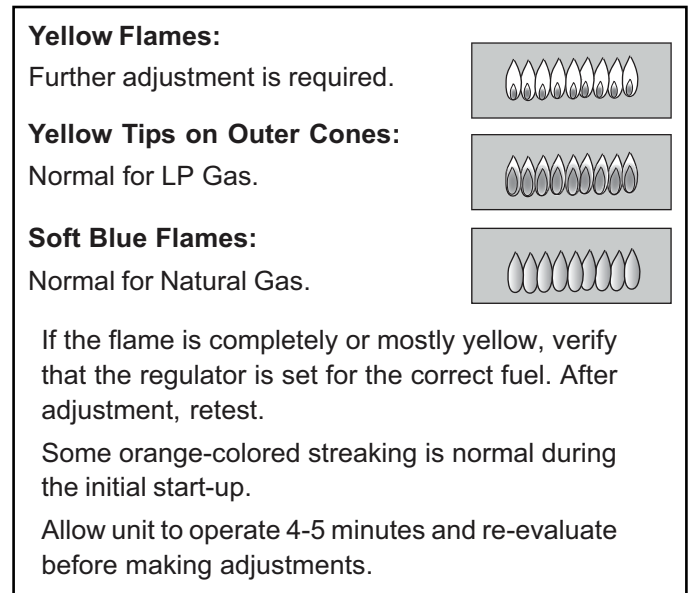 Yellow Flames:
Further adjustment is required.
Yellow Tips on Outer Cones:
Normal for LP Gas.
Soft Blue Flames:
Normal for Natural Gas.
If the flame is completely or mostly yellow, verify
that the regulator is set for the correct fuel. After
adjustment, retest.
Some orange-colored streaking is normal during
the initial start-up.
Allow unit to operate 4-5 minutes and re-evaluate
before making adjustments.